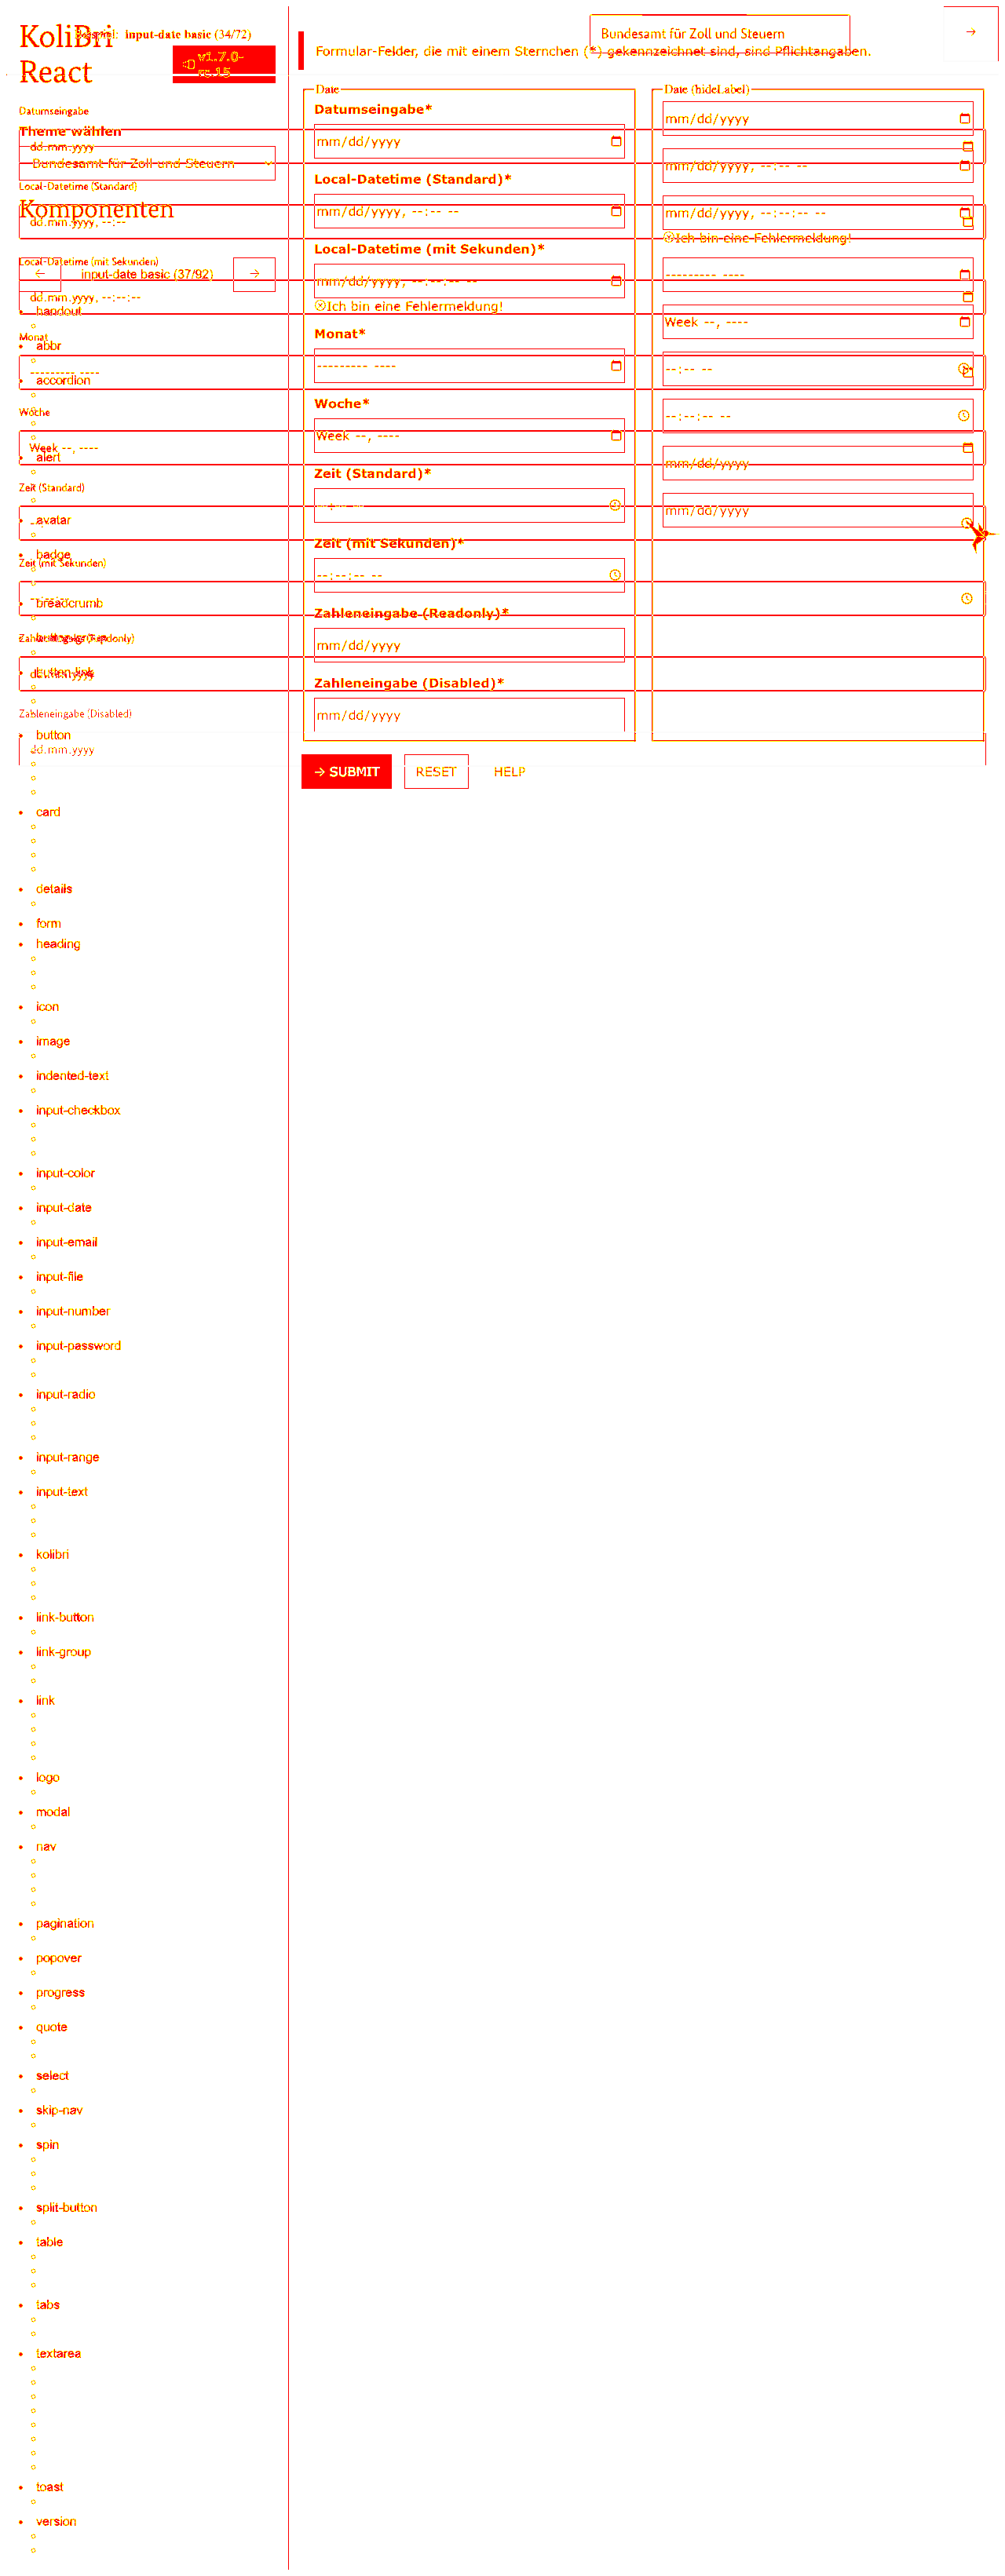 KoliBri
React
Beispiel: input-date basic (34/72)
v1.7.0-
rc.15
Bundesamt für Zoll und Steuern
→
Formular-Felder, die mit einem Sternchen (*) gekennzeichnet sind, sind Pflichtangaben.
Datumseingabe
Theme wählen
dd.mm.yyyy
Bundesamt für Zoll und Steuern
Local-Datetime (Standard)
Komponenten
dd.mm.yyyy, --:--
Local-Datetime (mit Sekunden)
← input-date basic (37/92) →
dd.mm.yyyy, --:--:--
handout
Monat
abbr
--------- ----
accordion
Woche
Week --, ----
alert
Zeit (Standard)
avatar
badge
Zeit (mit Sekunden)
breadcrumb
Zahleneingabe (Readonly)
button-link
dd.mm.yyyy
Zahleneingabe (Disabled)
button
dd.mm.yyyy
card
details
form
heading
icon
image
indented-text
input-checkbox
input-color
input-date
input-email
input-file
input-number
input-password
input-radio
input-range
input-text
kolibri
link-button
link-group
link
logo
modal
nav
pagination
popover
progress
quote
select
skip-nav
spin
split-button
table
tabs
textarea
toast
version
Date
Datumseingabe*
mm/dd/yyyy
Local-Datetime (Standard)*
mm/dd/yyyy, --:-- --
Local-Datetime (mit Sekunden)*
mm/dd/yyyy, --:--:-- --
Ich bin eine Fehlermeldung!
Monat*
--------- ----
Woche*
Week --, ----
Zeit (Standard)*
--:-- --
Zeit (mit Sekunden)*
--:--:-- --
Zahleneingabe (Readonly)*
mm/dd/yyyy
Zahleneingabe (Disabled)*
mm/dd/yyyy
Date (hideLabel)
mm/dd/yyyy
mm/dd/yyyy, --:-- --
mm/dd/yyyy, --:--:-- --
Ich bin eine Fehlermeldung!
--------- ----
Week --, ----
--:-- --
--:--:-- --
mm/dd/yyyy
mm/dd/yyyy
→ SUBMIT
RESET
HELP